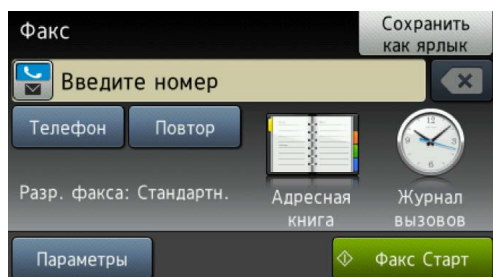 Факс
Сохранить
как ярлык
Введите номер
Телефон
Повтор
Разр. факса: Стандартн.
Адресная
книга
Журнал
вызовов
Параметры
Факс Старт